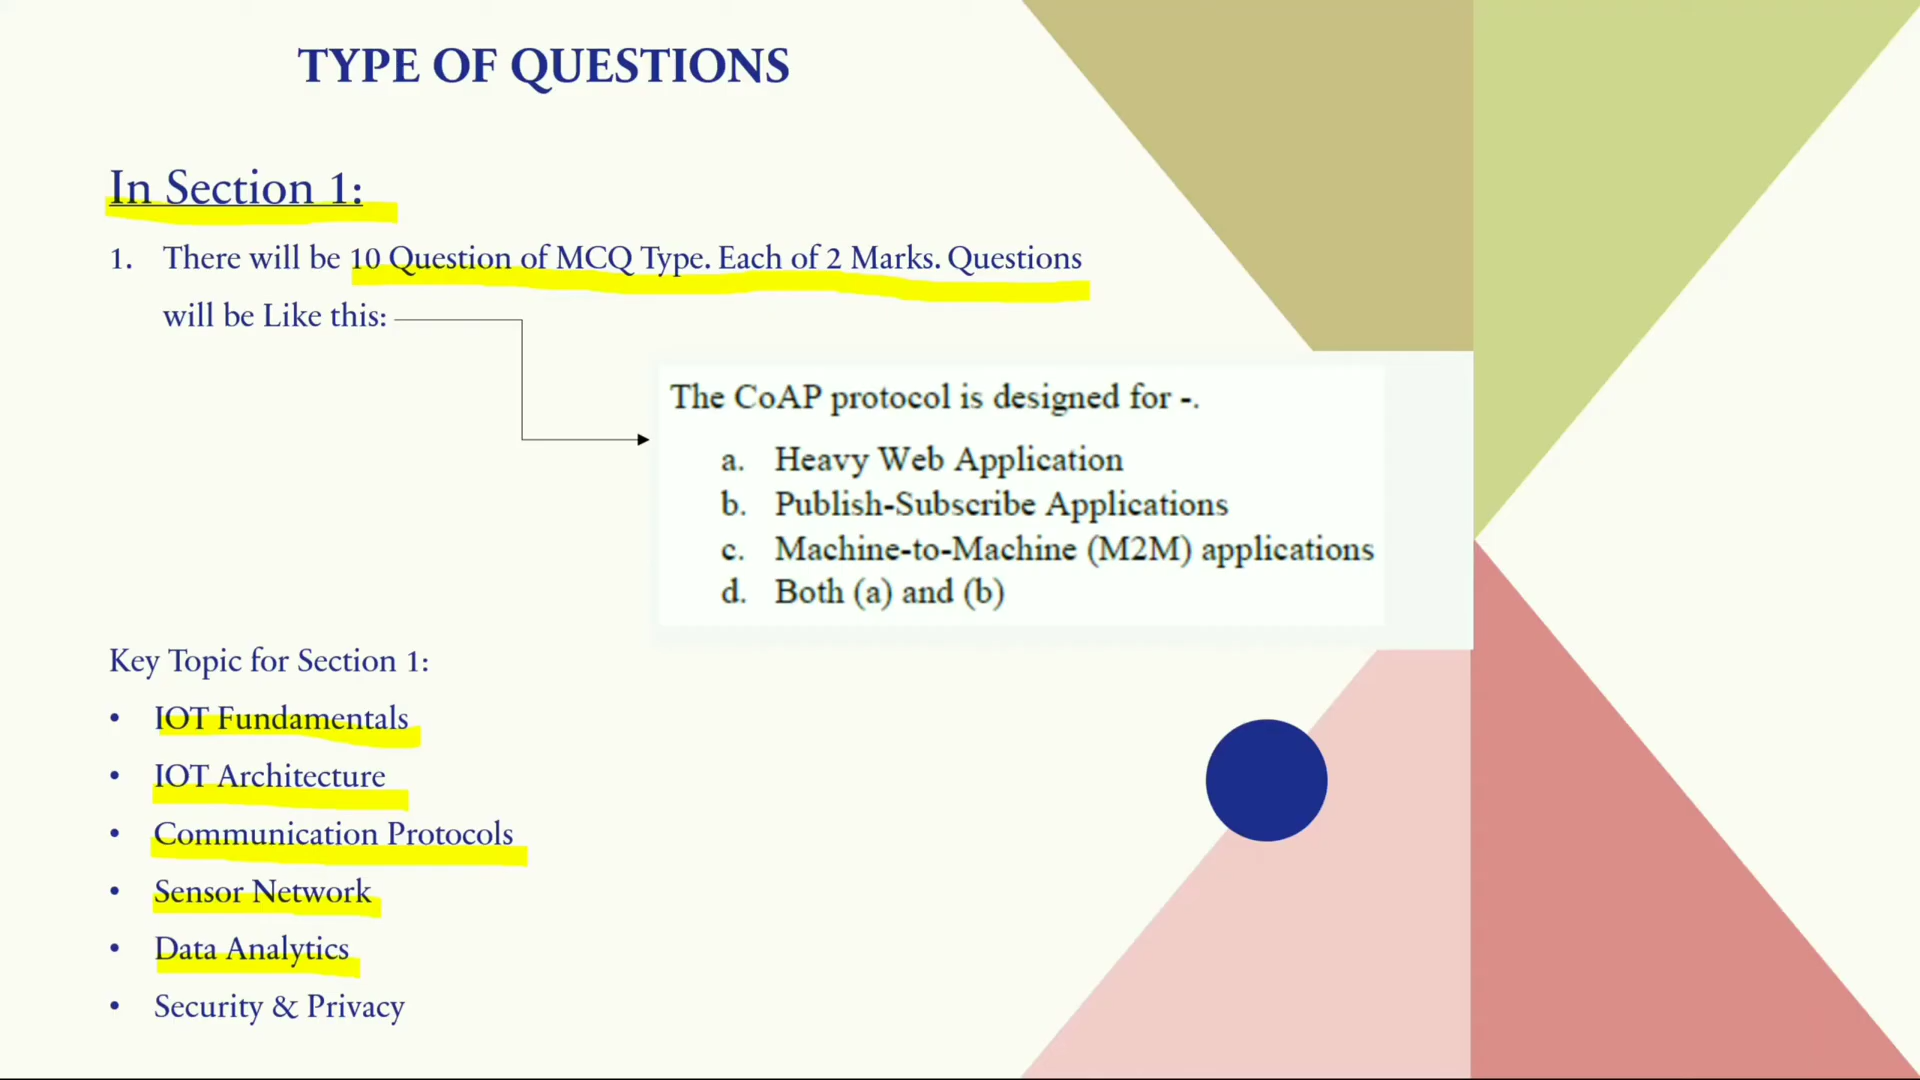 TYPE OF QUESTIONS
In Section 1:
1. There will be 10 Question of MCQ Type. Each of 2 Marks. Questions
will be Like this:
The CoAP protocol is designed for -.
a. Heavy Web Application
b. Publish-Subscribe Applications
c. Machine-to-Machine (M2M) applications
d. Both (a) and (b)
Key Topic for Section 1:
• IOT Fundamentals
• IOT Architecture
• Communication Protocols
• Sensor Network
• Data Analytics
• Security & Privacy